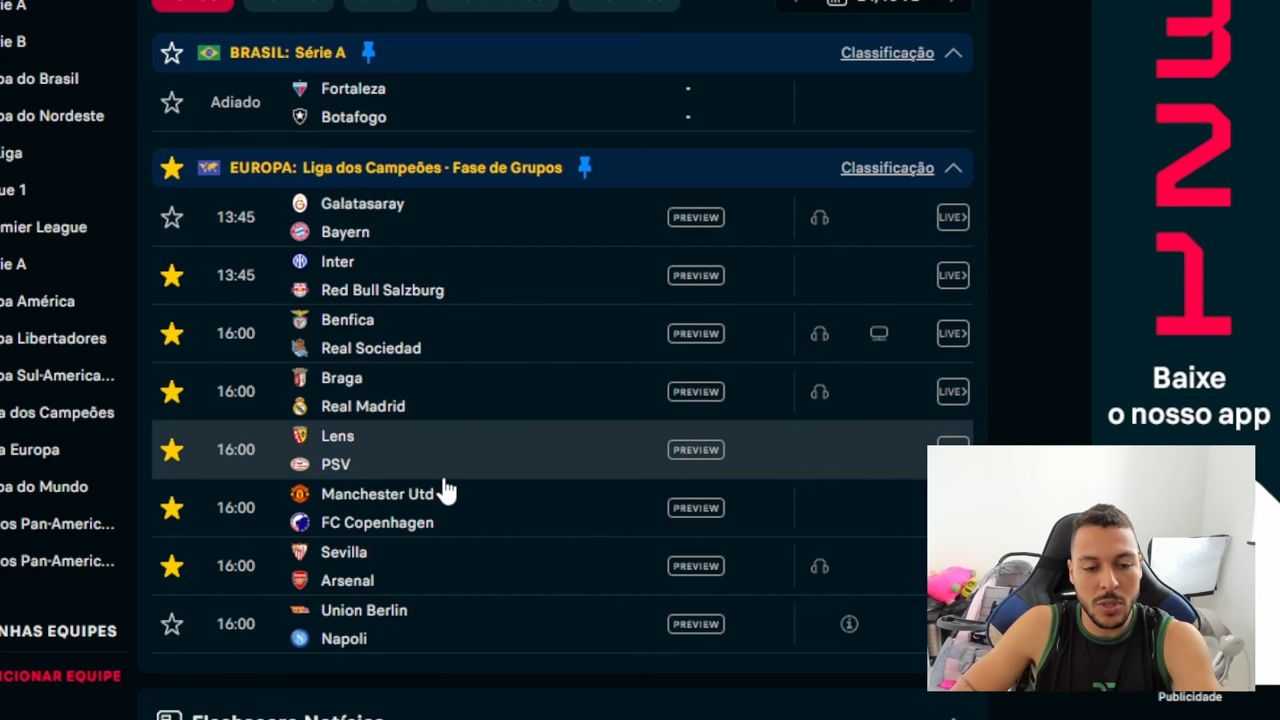 ie A
ie B
pa do Brasil
pa do Nordeste
Liga
ue 1
mier League
ie A
pa América
pa Libertadores
pa Sul-America...
a dos Campeões
a Europa
pa do Mundo
os Pan-Americ...
os Pan-Americ...
NHAS EQUIPES
ICIONAR EQUIPE
BRASIL: Série A
Classificação
Adiado
Fortaleza
-
Botafogo
-
EUROPA: Liga dos Campeões - Fase de Grupos
Classificação
13:45
Galatasaray
Bayern
PREVIEW
LIVE>
13:45
Inter
Red Bull Salzburg
PREVIEW
LIVE>
16:00
Benfica
Real Sociedad
PREVIEW
LIVE>
16:00
Braga
Real Madrid
PREVIEW
LIVE>
16:00
Lens
PSV
PREVIEW
16:00
Manchester Utd
FC Copenhagen
PREVIEW
16:00
Sevilla
Arsenal
PREVIEW
16:00
Union Berlin
Napoli
PREVIEW
Flashscore Notícias
Baixe
o nosso app
Publicidade